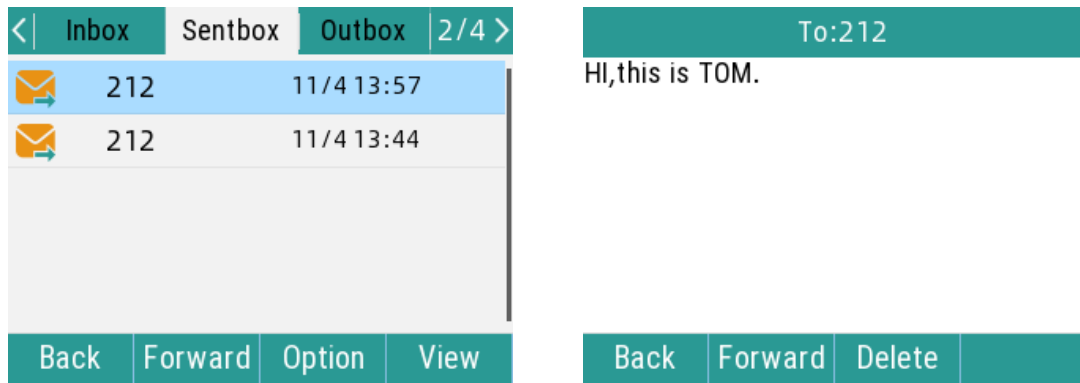 < Inbox Sentbox Outbox 2/4 >
212 11/4 13:57
212 11/4 13:44
Back Forward Option View
To:212
HI,this is TOM.
Back Forward Delete